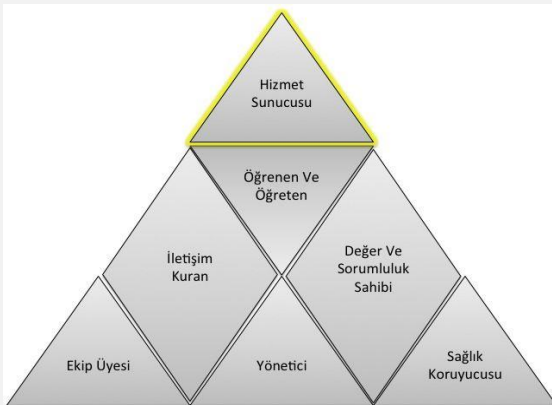 Hizmet
Sunucusu
Öğrenen Ve
Öğreten
İletişim
Kuran
Değer Ve
Sorumluluk
Sahibi
Ekip Üyesi
Yönetici
Sağlık
Koruyucusu